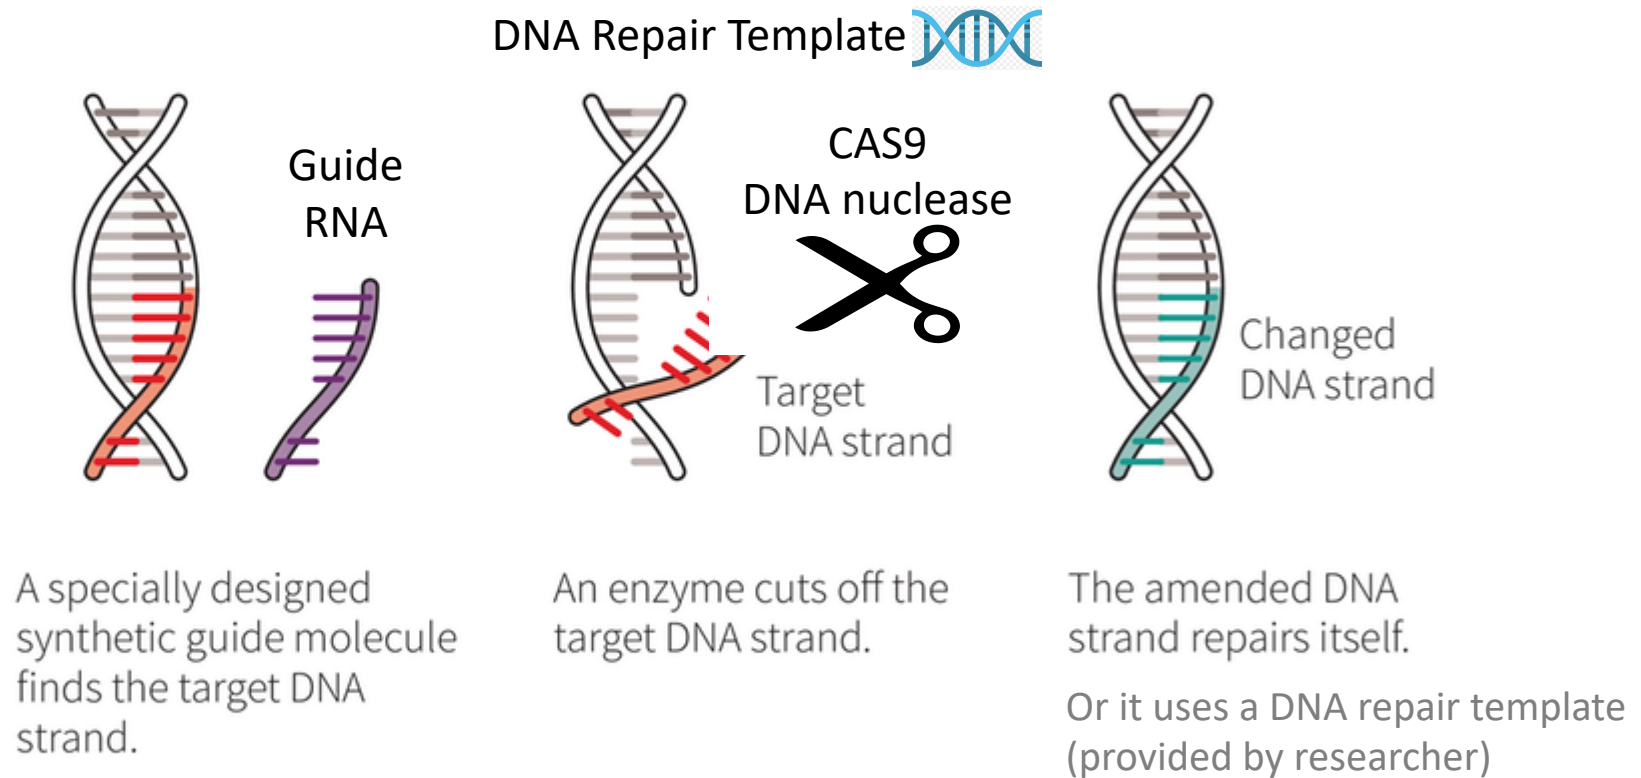 DNA Repair Template
Guide
RNA
CAS9
DNA nuclease
Target
DNA strand
Changed
DNA strand
A specially designed
synthetic guide molecule
finds the target DNA
strand.
An enzyme cuts off the
target DNA strand.
The amended DNA
strand repairs itself.
Or it uses a DNA repair template
(provided by researcher)